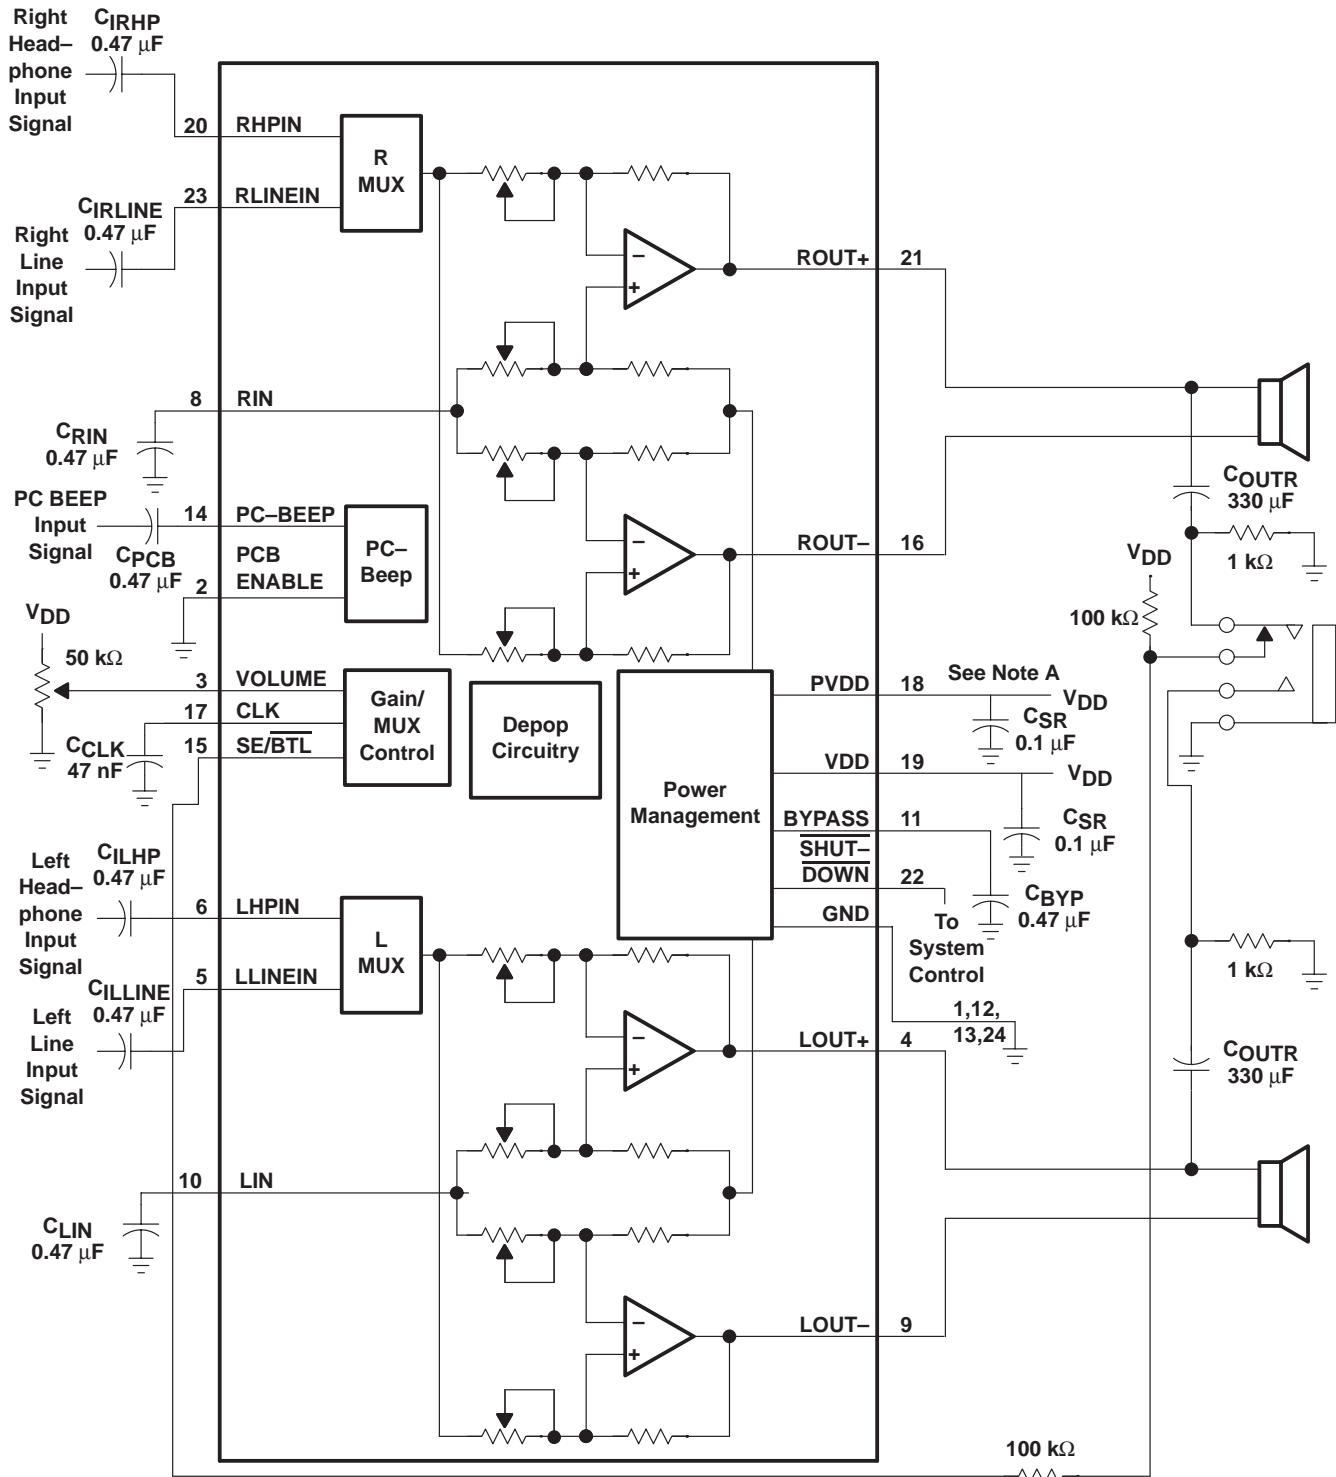 Right
Head–
phone
Input
Signal
CIRHP
0.47 μF
20
RHPIN
R
MUX
CIRLINE
0.47 μF
23
RLINEIN
Right
Line
Input
Signal
ROUT+
21
8
RIN
CRIN
0.47 μF
COUTR
330 μF
PC BEEP
Input
Signal
14
PC–BEEP
CPCB
0.47 μF
PCB
ENABLE
2
PC–
Beep
ROUT–
16
VDD
1 kΩ
100 kΩ
VDD
50 kΩ
3
VOLUME
17
CLK
15
SE/BTL
CCLK
47 nF
Gain/
MUX
Control
Depop
Circuitry
Power
Management
PVDD
18
See Note A
VDD
CSR
0.1 μF
VDD
19
VDD
CSR
0.1 μF
BYPASS
11
SHUT–
DOWN
22
CBYP
0.47 μF
GND
To
System
Control
1,12,
13,24
Left
Head–
phone
Input
Signal
CILHP
0.47 μF
6
LHPIN
L
MUX
5
LLINEIN
CILLINE
0.47 μF
Left
Line
Input
Signal
1 kΩ
LOUT+
4
COUTR
330 μF
10
LIN
CLIN
0.47 μF
LOUT–
9
100 kΩ